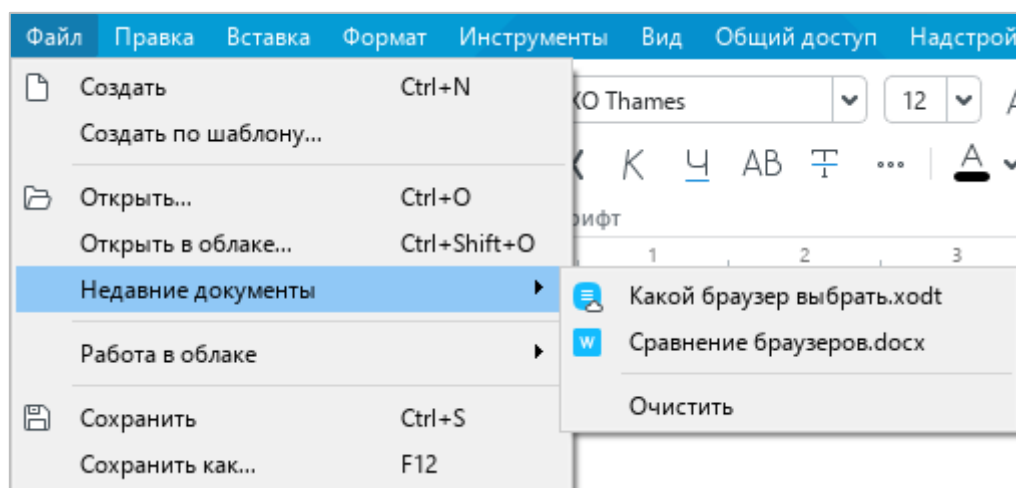 Файл Правка Вставка Формат Инструменты Вид Общий доступ Надстрой
Создать Ctrl+N
Создать по шаблону...
Открыть... Ctrl+O
Открыть в облаке... Ctrl+Shift+O
Недавние документы
Работа в облаке
Сохранить Ctrl+S
Сохранить как... F12
XO Thames 12
К Ч АВ Т ... А
рифт
1 2 3
Какой браузер выбрать.xodt
W Сравнение браузеров.docx
Очистить